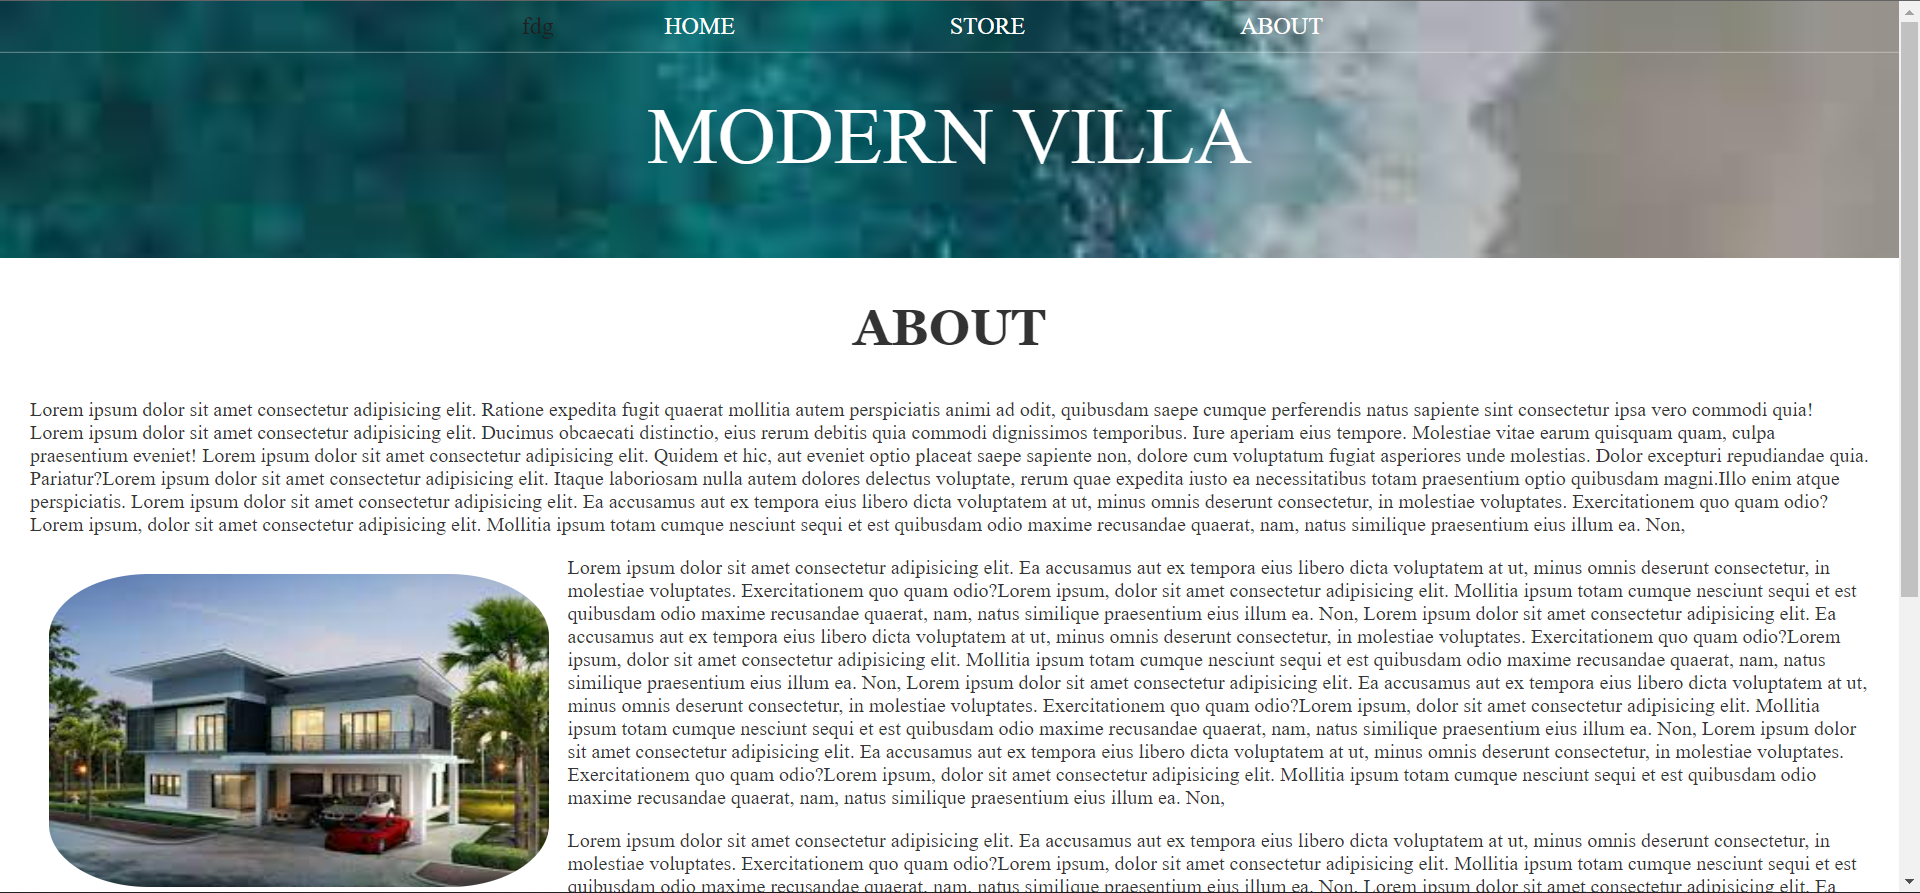 fdg HOME STORE ABOUT
MODERN VILLA
ABOUT
Lorem ipsum dolor sit amet consectetur adipisicing elit. Ratione expedita fugit quaerat mollitia autem perspiciatis animi ad odit, quibusdam saepe cumque perferendis natus sapiente sint consectetur ipsa vero commodi quia!
Lorem ipsum dolor sit amet consectetur adipisicing elit. Ducimus obcaecati distinctio, eius rerum debitis quia commodi dignissimos temporibus. Iure aperiam eius tempore. Molestiae vitae earum quisquam quam, culpa
praesentium eveniet! Lorem ipsum dolor sit amet consectetur adipisicing elit. Quidem et hic, aut eveniet optio placeat saepe sapiente non, dolore cum voluptatum fugiat asperiores unde molestias. Dolor excepturi repudiandae quia.
Pariatur?Lorem ipsum dolor sit amet consectetur adipisicing elit. Itaque laboriosam nulla autem dolores delectus voluptate, rerum quae expedita iusto ea necessitatibus totam praesentium optio quibusdam magni.Illo enim atque
perspiciatis. Lorem ipsum dolor sit amet consectetur adipisicing elit. Ea accusamus aut ex tempora eius libero dicta voluptatem at ut, minus omnis deserunt consectetur, in molestiae voluptates. Exercitationem quo quam odio?
Lorem ipsum, dolor sit amet consectetur adipisicing elit. Mollitia ipsum totam cumque nesciunt sequi et est quibusdam odio maxime recusandae quaerat, nam, natus similique praesentium eius illum ea. Non,
Lorem ipsum dolor sit amet consectetur adipisicing elit. Ea accusamus aut ex tempora eius libero dicta voluptatem at ut, minus omnis deserunt consectetur, in
molestiae voluptates. Exercitationem quo quam odio?Lorem ipsum, dolor sit amet consectetur adipisicing elit. Mollitia ipsum totam cumque nesciunt sequi et est
quibusdam odio maxime recusandae quaerat, nam, natus similique praesentium eius illum ea. Non, Lorem ipsum dolor sit amet consectetur adipisicing elit. Ea
accusamus aut ex tempora eius libero dicta voluptatem at ut, minus omnis deserunt consectetur, in molestiae voluptates. Exercitationem quo quam odio?Lorem
ipsum, dolor sit amet consectetur adipisicing elit. Mollitia ipsum totam cumque nesciunt sequi et est quibusdam odio maxime recusandae quaerat, nam, natus
similique praesentium eius illum ea. Non, Lorem ipsum dolor sit amet consectetur adipisicing elit. Ea accusamus aut ex tempora eius libero dicta voluptatem at ut,
minus omnis deserunt consectetur, in molestiae voluptates. Exercitationem quo quam odio?Lorem ipsum, dolor sit amet consectetur adipisicing elit. Mollitia
ipsum totam cumque nesciunt sequi et est quibusdam odio maxime recusandae quaerat, nam, natus similique praesentium eius illum ea. Non, Lorem ipsum dolor
sit amet consectetur adipisicing elit. Ea accusamus aut ex tempora eius libero dicta voluptatem at ut, minus omnis deserunt consectetur, in molestiae voluptates.
Exercitationem quo quam odio?Lorem ipsum, dolor sit amet consectetur adipisicing elit. Mollitia ipsum totam cumque nesciunt sequi et est quibusdam odio
maxime recusandae quaerat, nam, natus similique praesentium eius illum ea. Non,
Lorem ipsum dolor sit amet consectetur adipisicing elit. Ea accusamus aut ex tempora eius libero dicta voluptatem at ut, minus omnis deserunt consectetur, in
molestiae voluptates. Exercitationem quo quam odio?Lorem ipsum, dolor sit amet consectetur adipisicing elit. Mollitia ipsum totam cumque nesciunt sequi et est
quibusdam odio maxime recusandae quaerat, nam, natus similique praesentium eius illum ea. Non, Lorem ipsum dolor sit amet consectetur adipisicing elit. Ea